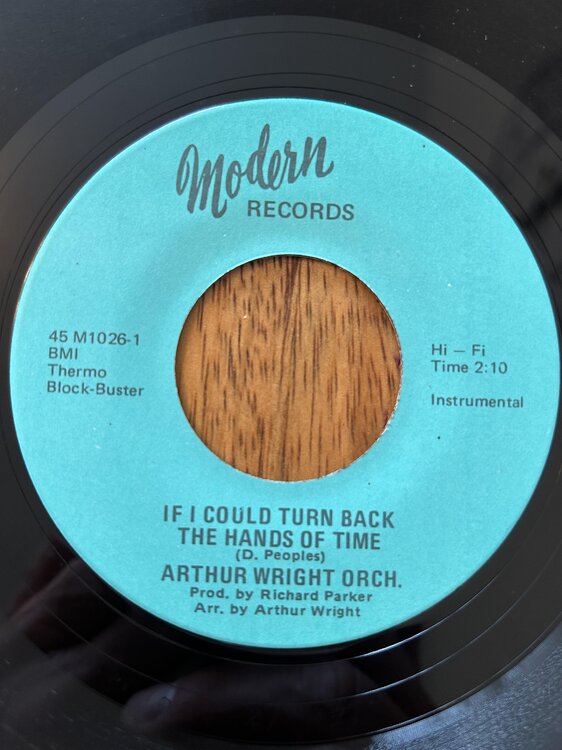 Modern
RECORDS
45 M1026-1
BMI
Thermo
Block-Buster
Hi – Fi
Time 2:10
Instrumental
IF I COULD TURN BACK
THE HANDS OF TIME
(D. Peoples)
ARTHUR WRIGHT ORCH.
Prod. by Richard Parker
Arr. by Arthur Wright